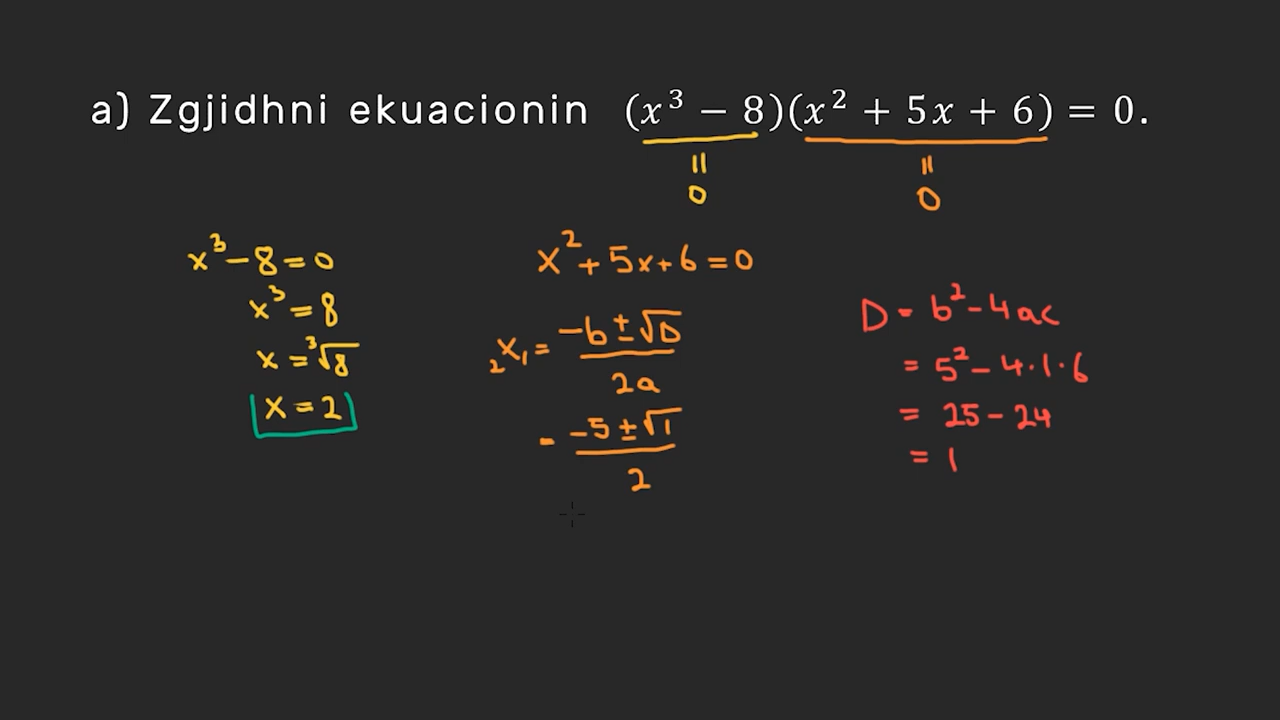 a) Zgjidhni ekuacionin (x³ − 8)(x² + 5x + 6) = 0.
= 0
= 0
x³ - 8 = 0
x³ = 8
x = ³√8
x = 2
x² + 5x + 6 = 0
₂x₁ = (-b ± √D) / 2a
= (-5 ± √1) / 2
D = b² - 4ac
= 5² - 4·1·6
= 25 - 24
= 1